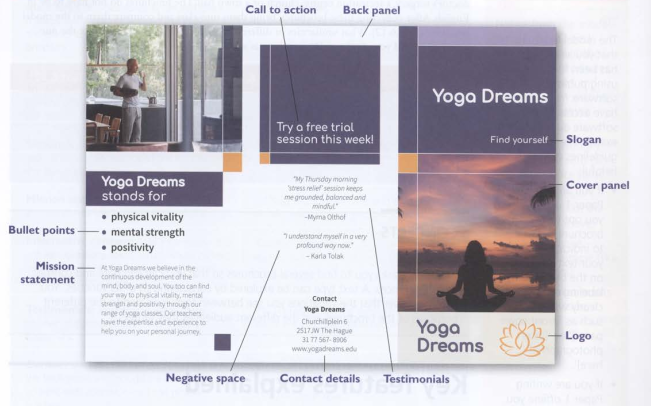 Call to action
Back panel
Yoga Dreams
Find yourself
Slogan
Try a free trial
session this week!
Cover panel
Yoga Dreams
stands for
Bullet points
• physical vitality
• mental strength
• positivity
Mission
statement
At Yoga Dreams we believe in the
continuous development of the
mind, body and soul. You too can find
your way to physical vitality, mental
strength and positivity through our
range of yoga classes. Our teachers
have the expertise and experience to
help you on your personal journey.
"My Thursday morning
'stress relief' session keeps
me grounded, balanced and
mindful."
–Myrna Olthof
"I understand myself in a very
profound way now."
– Karla Tolak
Contact
Yoga Dreams
Churchillplein 6
2517JW The Hague
31 77 567- 8906
www.yogadreams.edu
Yoga
Dreams
Logo
Negative space
Contact details
Testimonials